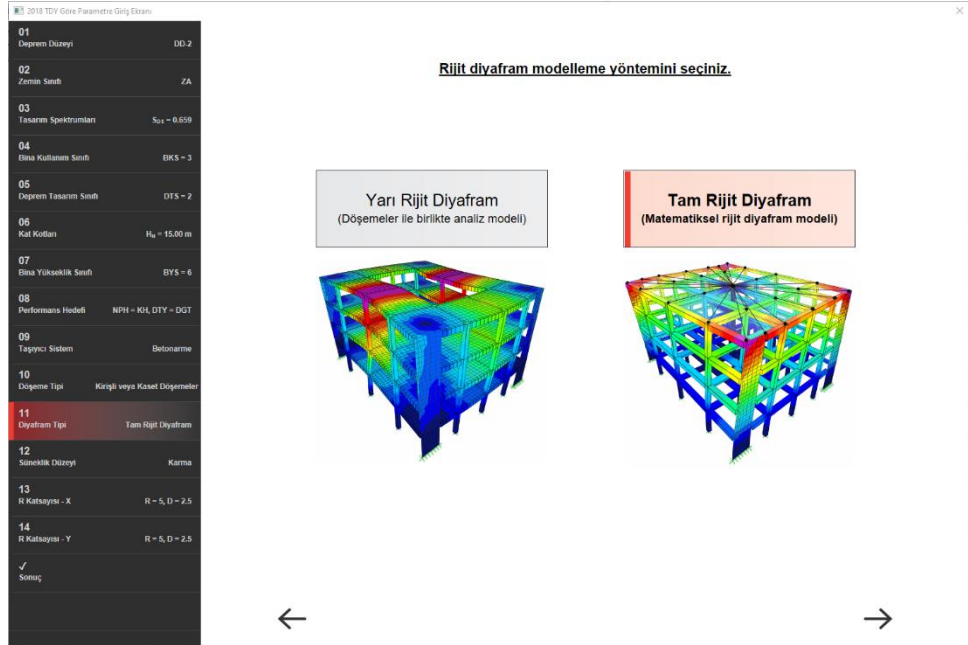 2018 TDY Göre Parametre Giriş Ekranı
01
Deprem Düzeyi DD-2
02
Zemin Sınıfı ZA
03
Tasarım Spektrumları S_DS = 0.659
04
Bina Kullanım Sınıfı BKS = 3
05
Deprem Tasarım Sınıfı DTS = 2
06
Kat Kotları H_N = 15.00 m
07
Bina Yükseklik Sınıfı BYS = 6
08
Performans Hedefi NPH = KH, DTY = DGT
09
Taşıyıcı Sistem Betonarme
10
Döşeme Tipi Kirişli veya Kaset Döşemeler
11
Diyafram Tipi Tam Rijit Diyafram
12
Süneklik Düzeyi Karma
13
R Katsayısı - X R = 5, D = 2.5
14
R Katsayısı - Y R = 5, D = 2.5
Sonuç
Rijit diyafram modelleme yöntemini seçiniz.
Yarı Rijit Diyafram
(Döşemeler ile birlikte analiz modeli)
Tam Rijit Diyafram
(Matematiksel rijit diyafram modeli)